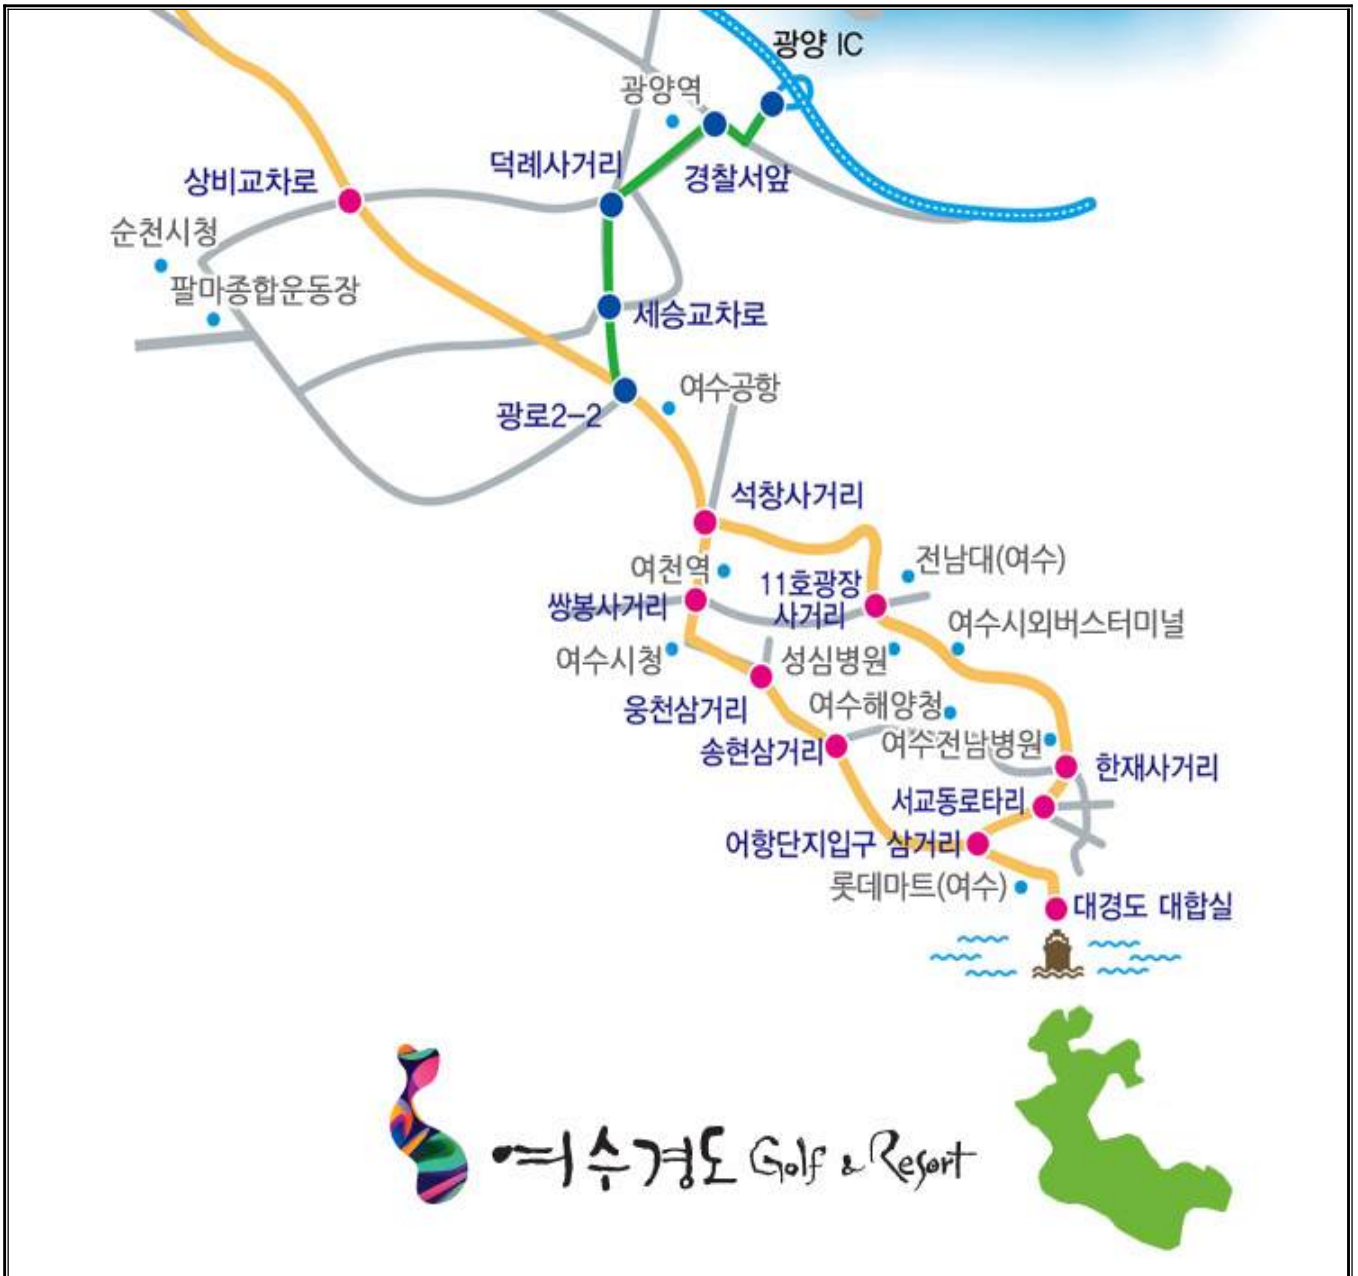 광양 IC
광양역
덕례사거리
경찰서앞
상비교차로
순천시청
팔마종합운동장
세승교차로
여수공항
광로2-2
석창사거리
여천역
전남대(여수)
11호광장
사거리
쌍봉사거리
여수시외버스터미널
여수시청
성심병원
웅천삼거리
여수해양청
송현삼거리
여수전남병원
한재사거리
서교동로타리
어항단지입구 삼거리
롯데마트(여수)
대경도 대합실
여수경도 Golf & Resort